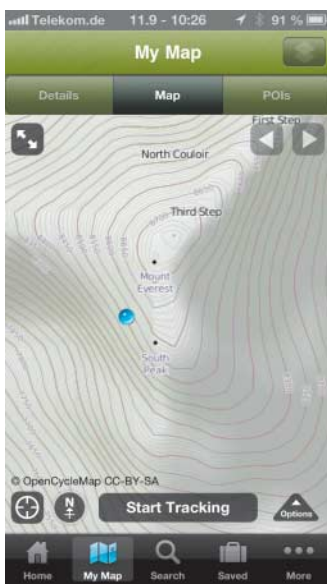 Telekom.de 11.9 - 10:26 91 %
My Map
Details Map POIs
First Step
North Couloir
Third Step
Mount
Everest
South
Peak
© OpenCycleMap CC-BY-SA
N
Start Tracking
Options
Home My Map Search Saved More